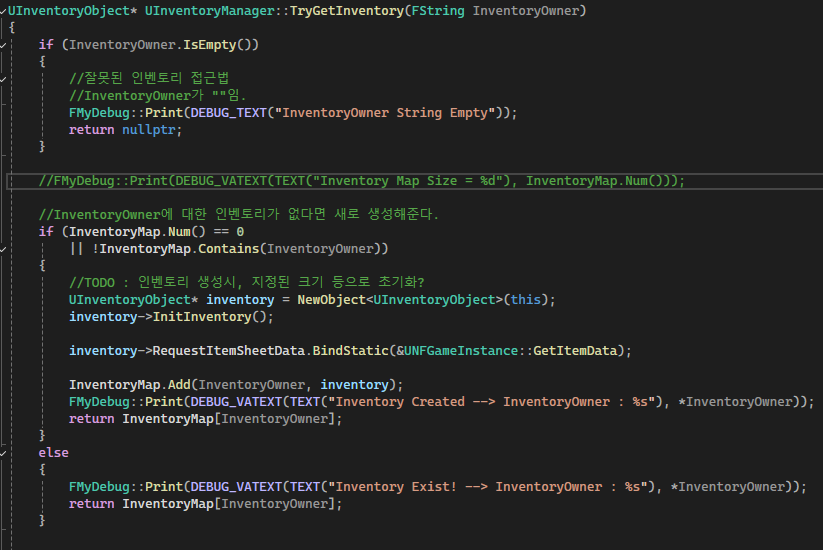 UInventoryObject* UInventoryManager::TryGetInventory(FString InventoryOwner)
{
if (InventoryOwner.IsEmpty())
{
//잘못된 인벤토리 접근법
//InventoryOwner가 ""임.
FMyDebug::Print(DEBUG_TEXT("InventoryOwner String Empty"));
return nullptr;
}
//FMyDebug::Print(DEBUG_VATEXT(TEXT("Inventory Map Size = %d"), InventoryMap.Num()));
//InventoryOwner에 대한 인벤토리가 없다면 새로 생성해준다.
if (InventoryMap.Num() == 0
|| !InventoryMap.Contains(InventoryOwner))
{
//TODO : 인벤토리 생성시, 지정된 크기 등으로 초기화?
UInventoryObject* inventory = NewObject<UInventoryObject>(this);
inventory->InitInventory();
inventory->RequestItemSheetData.BindStatic(&UNFGameInstance::GetItemData);
InventoryMap.Add(InventoryOwner, inventory);
FMyDebug::Print(DEBUG_VATEXT(TEXT("Inventory Created --> InventoryOwner : %s"), *InventoryOwner));
return InventoryMap[InventoryOwner];
}
else
{
FMyDebug::Print(DEBUG_VATEXT(TEXT("Inventory Exist! --> InventoryOwner : %s"), *InventoryOwner));
return InventoryMap[InventoryOwner];
}